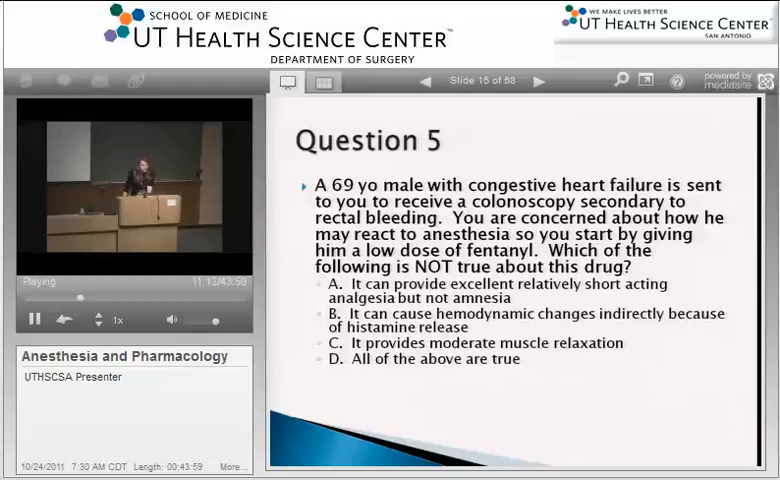 SCHOOL OF MEDICINE
UT HEALTH SCIENCE CENTER™
DEPARTMENT OF SURGERY
WE MAKE LIVES BETTER
UT HEALTH SCIENCE CENTER
SAN ANTONIO
Slide 15 of 58
powered by
mediasite
Question 5
A 69 yo male with congestive heart failure is sent
to you to receive a colonoscopy secondary to
rectal bleeding. You are concerned about how he
may react to anesthesia so you start by giving
him a low dose of fentanyl. Which of the
following is NOT true about this drug?
A. It can provide excellent relatively short acting
analgesia but not amnesia
B. It can cause hemodynamic changes indirectly because
of histamine release
C. It provides moderate muscle relaxation
D. All of the above are true
Playing
11:12/43:59
1x
Anesthesia and Pharmacology
UTHSCSA Presenter
10/24/2011 7:30 AM CDT Length: 00:43:59 More...